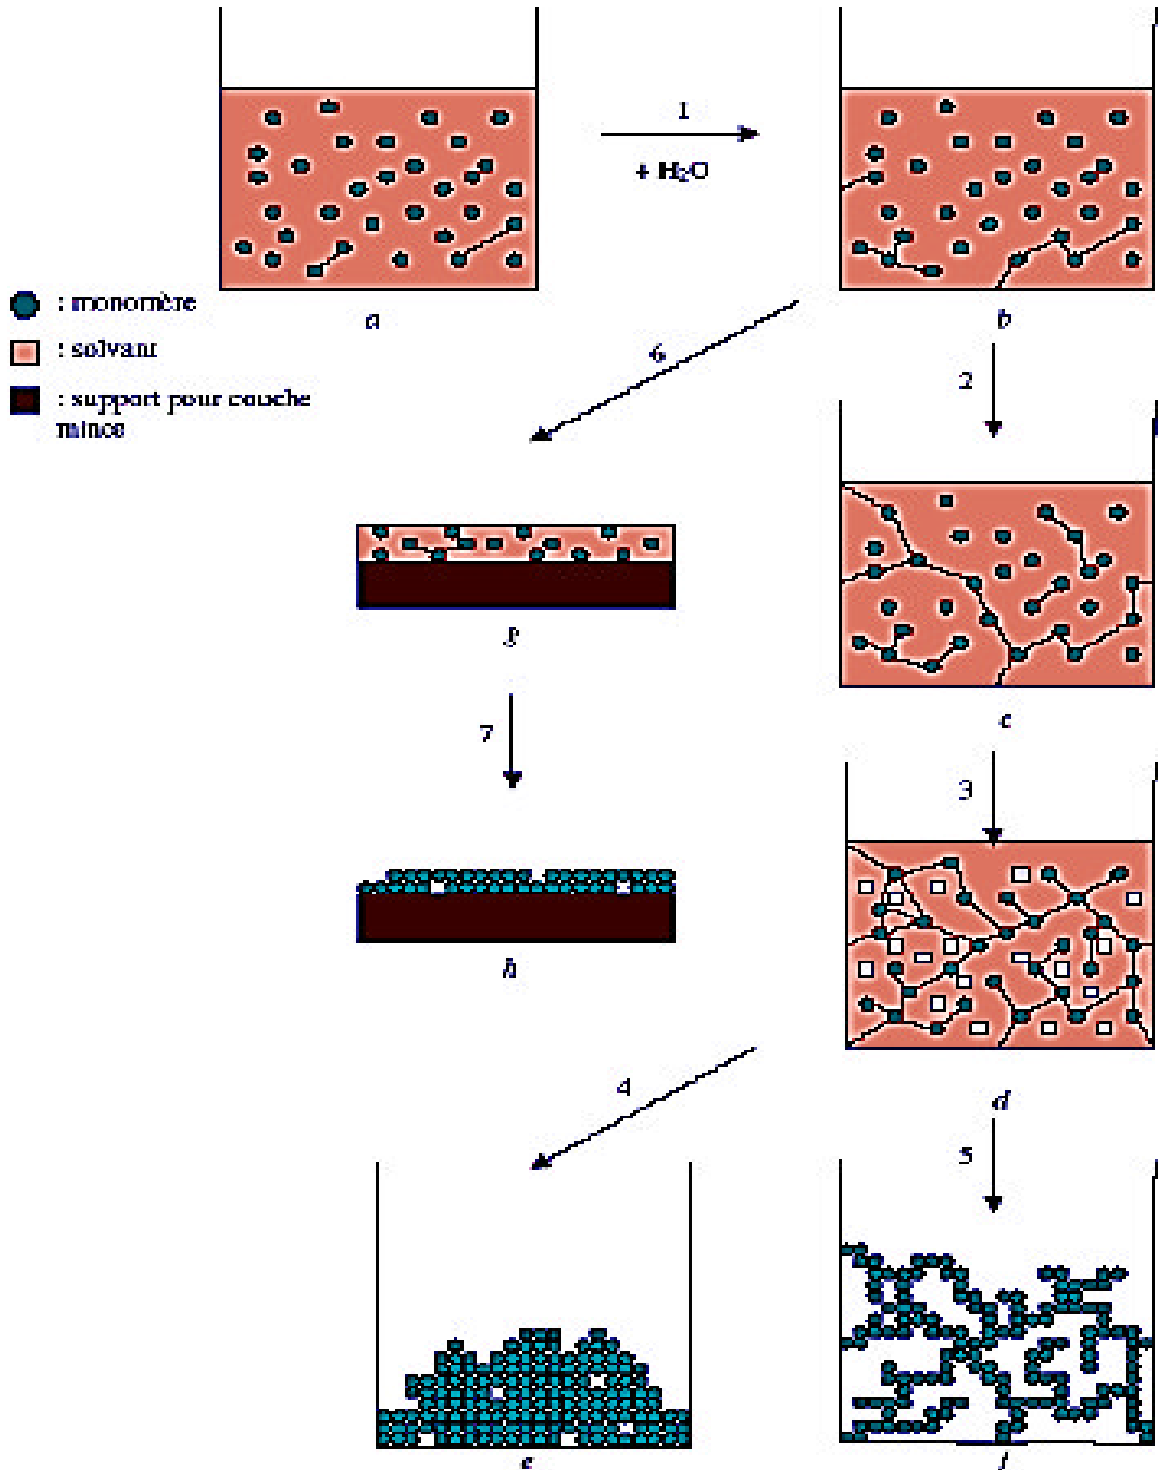 1
+ H₂O
: monomère
a
b
: solvant
6
2
: support pour couche
mince
g
c
7
3
h
4
d
5
e
f